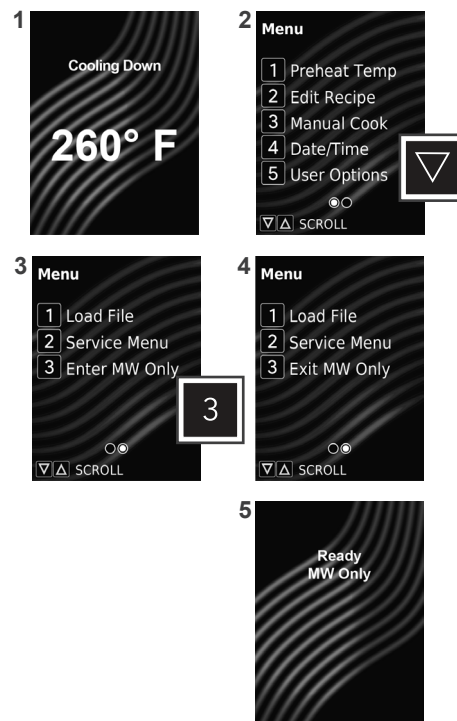 1
Cooling Down
260° F
2
Menu
1 Preheat Temp
2 Edit Recipe
3 Manual Cook
4 Date/Time
5 User Options
SCROLL
3
Menu
1 Load File
2 Service Menu
3 Enter MW Only
3
SCROLL
4
Menu
1 Load File
2 Service Menu
3 Exit MW Only
SCROLL
5
Ready
MW Only